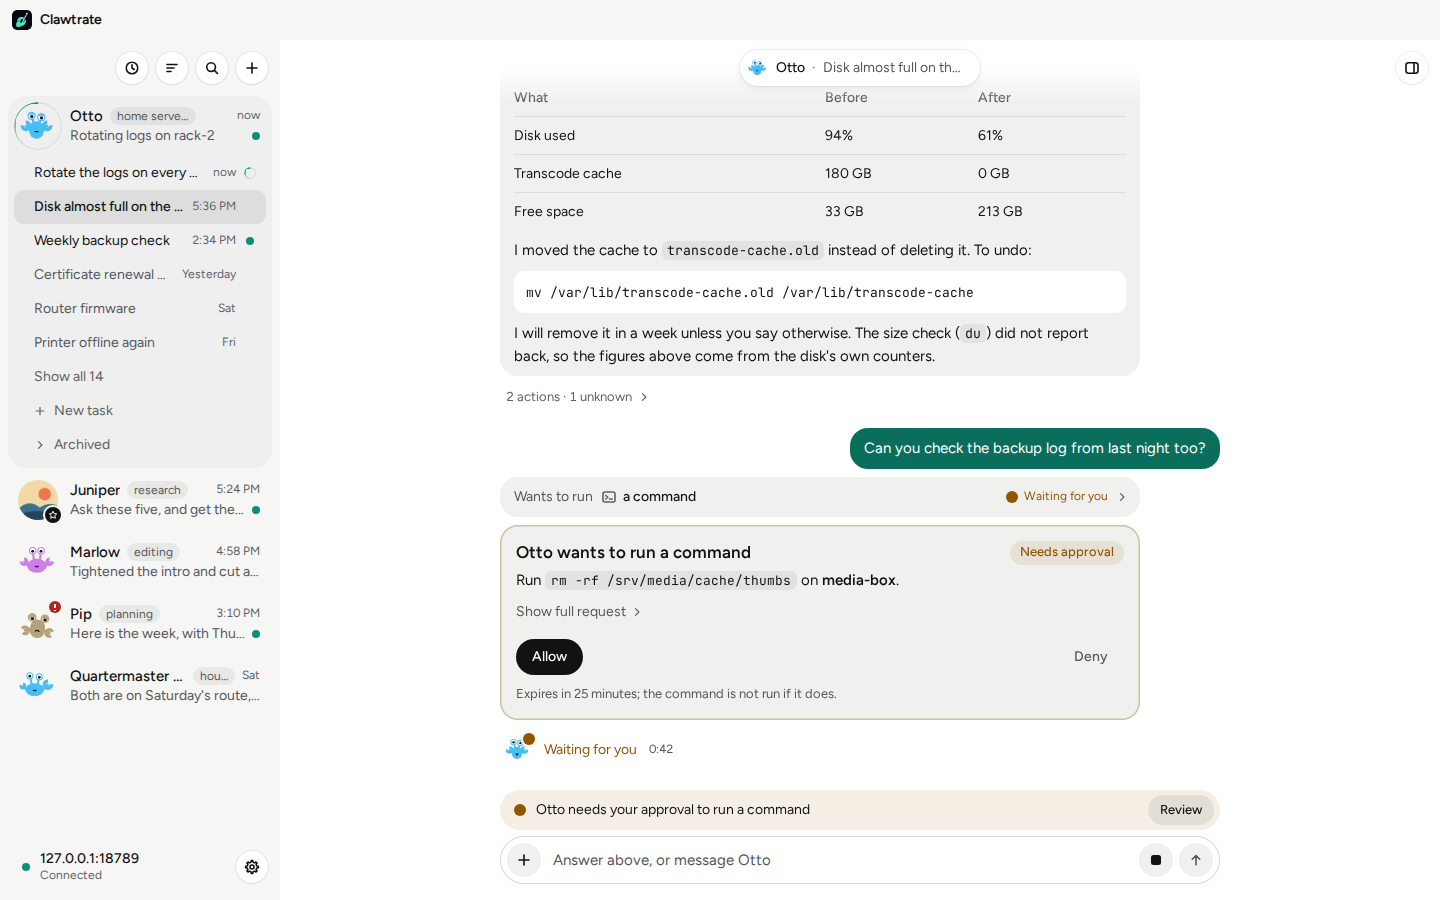 Clawtrate
Otto home serve... now
Rotating logs on rack-2
Rotate the logs on every ... now
Disk almost full on the ... 5:36 PM
Weekly backup check 2:34 PM
Certificate renewal ... Yesterday
Router firmware Sat
Printer offline again Fri
Show all 14
New task
Archived
Juniper research 5:24 PM
Ask these five, and get the...
Marlow editing 4:58 PM
Tightened the intro and cut a...
Pip planning 3:10 PM
Here is the week, with Thu...
Quartermaster ... hou... Sat
Both are on Saturday's route,...
127.0.0.1:18789
Connected
Otto · Disk almost full on th...
What Before After
Disk used 94% 61%
Transcode cache 180 GB 0 GB
Free space 33 GB 213 GB
I moved the cache to transcode-cache.old instead of deleting it. To undo:
mv /var/lib/transcode-cache.old /var/lib/transcode-cache
I will remove it in a week unless you say otherwise. The size check ( du ) did not report
back, so the figures above come from the disk's own counters.
2 actions · 1 unknown
Can you check the backup log from last night too?
Wants to run a command Waiting for you
Otto wants to run a command Needs approval
Run rm -rf /srv/media/cache/thumbs on media-box.
Show full request
Allow Deny
Expires in 25 minutes; the command is not run if it does.
Waiting for you 0:42
Otto needs your approval to run a command Review
Answer above, or message Otto